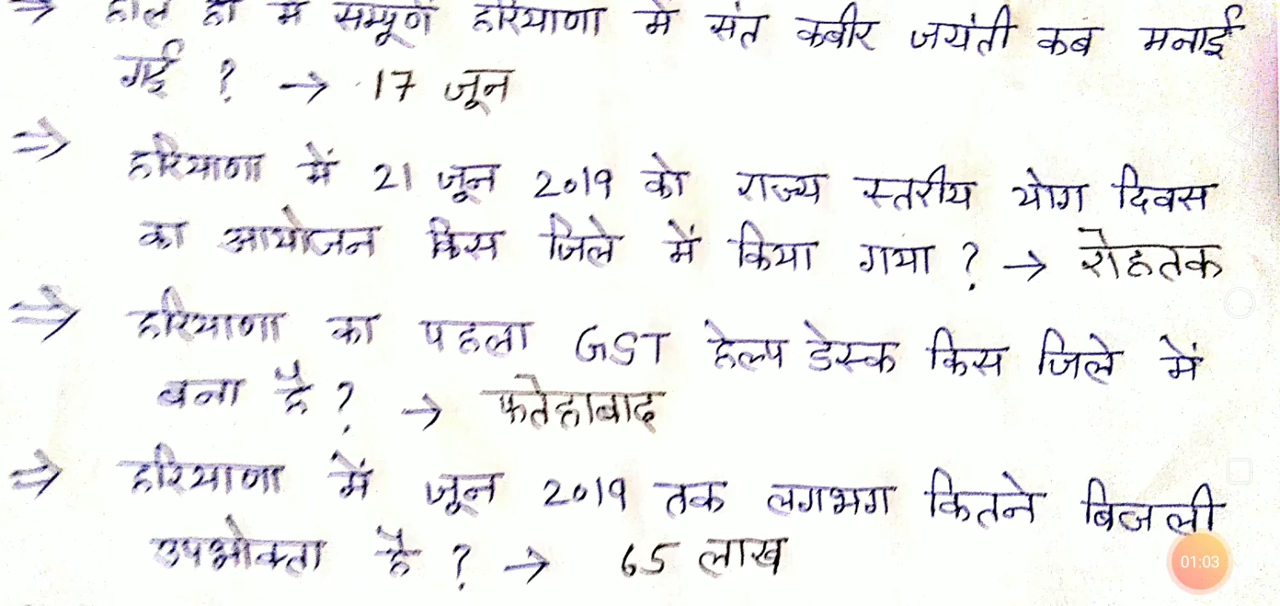 ⇒ हाल ही में सम्पूर्ण हरियाणा में संत कबीर जयंती कब मनाई
गई ? → 17 जून
⇒ हरियाणा में 21 जून 2019 को राज्य स्तरीय योग दिवस
का आयोजन किस जिले में किया गया ? → रोहतक
⇒ हरियाणा का पहला GST हेल्प डेस्क किस जिले में
बना है ? → फतेहाबाद
⇒ हरियाणा में जून 2019 तक लगभग कितने बिजली
उपभोक्ता है ? → 65 लाख
01:03